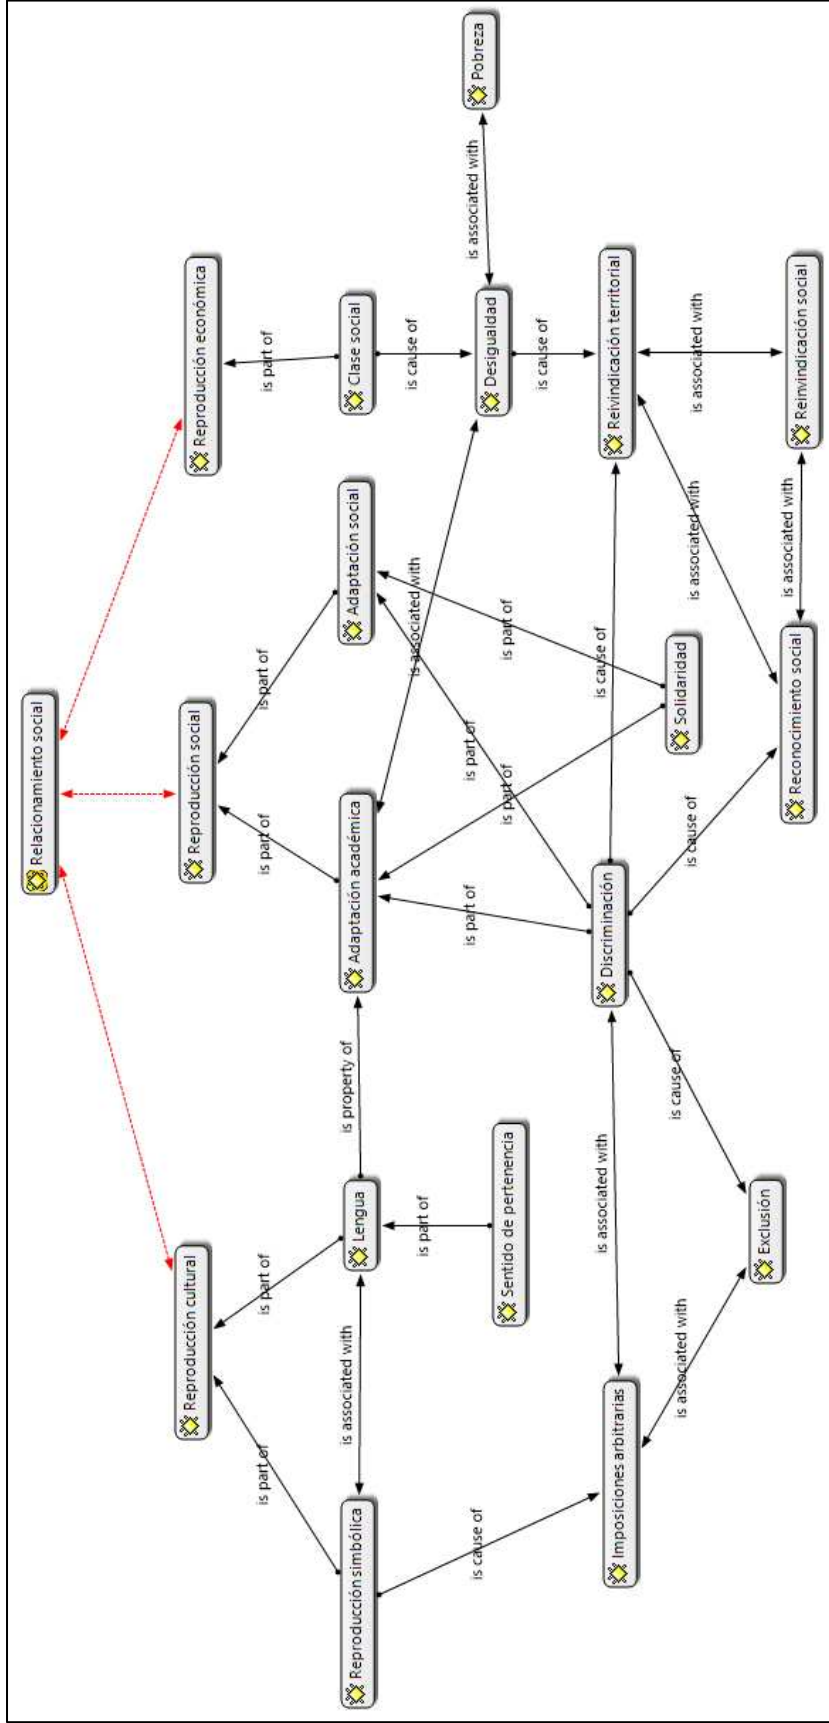 Relacionamiento social
Reproducción cultural
Reproducción social
Reproducción económica
is part of
is part of
is part of
is part of
is part of
Reproducción simbólica
is associated with
Lengua
is property of
Adaptación académica
Adaptación social
Clase social
is associated with
is cause of
is cause of
is part of
is part of
is part of
is part of
is part of
Sentido de pertenencia
Desigualdad
is associated with
Pobreza
is cause of
Imposiciones arbitrarias
is associated with
Discriminación
is cause of
Solidaridad
Reivindicación territorial
is associated with
is cause of
is cause of
is associated with
is associated with
Exclusión
Reconocimiento social
is associated with
Reinvindicación social